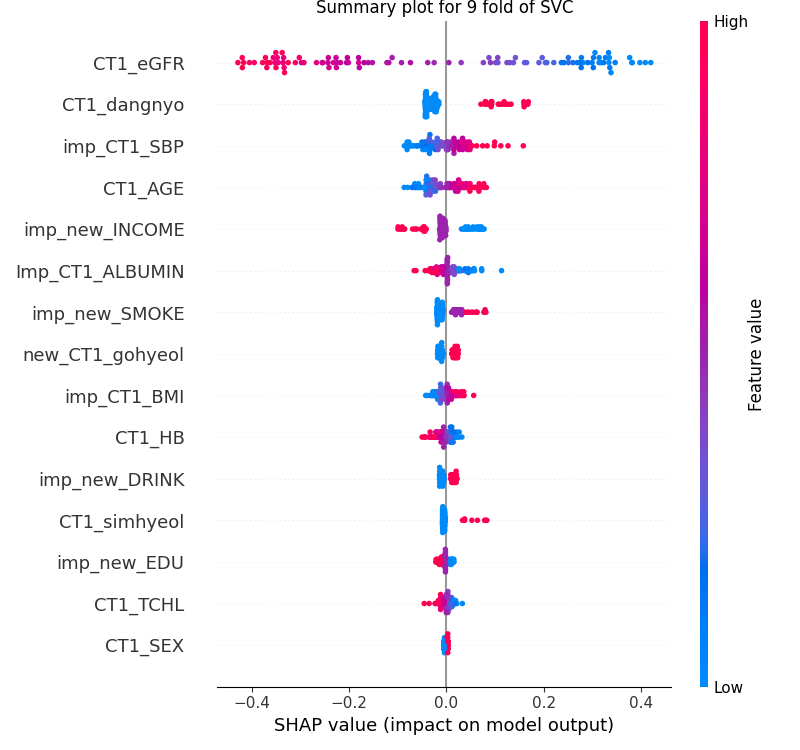 Summary plot for 9 fold of SVC
High
CT1_eGFR
CT1_dangnyo
imp_CT1_SBP
CT1_AGE
imp_new_INCOME
Imp_CT1_ALBUMIN
imp_new_SMOKE
new_CT1_gohyeol
imp_CT1_BMI
CT1_HB
imp_new_DRINK
CT1_simhyeol
imp_new_EDU
CT1_TCHL
CT1_SEX
Feature value
Low
−0.4 −0.2 0.0 0.2 0.4
SHAP value (impact on model output)